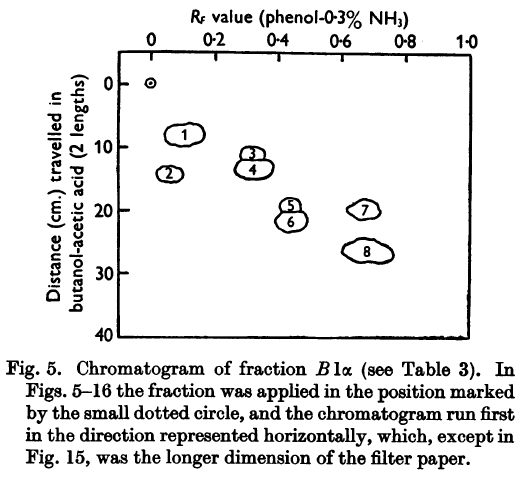 R_F value (phenol-0·3% NH₃)
0 0·2 0·4 0·6 0·8 1·0
Distance (cm.) travelled in
butanol-acetic acid (2 lengths)
0
10
20
30
40
1
2
3
4
5
6
7
8
Fig. 5. Chromatogram of fraction B1α (see Table 3). In
Figs. 5–16 the fraction was applied in the position marked
by the small dotted circle, and the chromatogram run first
in the direction represented horizontally, which, except in
Fig. 15, was the longer dimension of the filter paper.